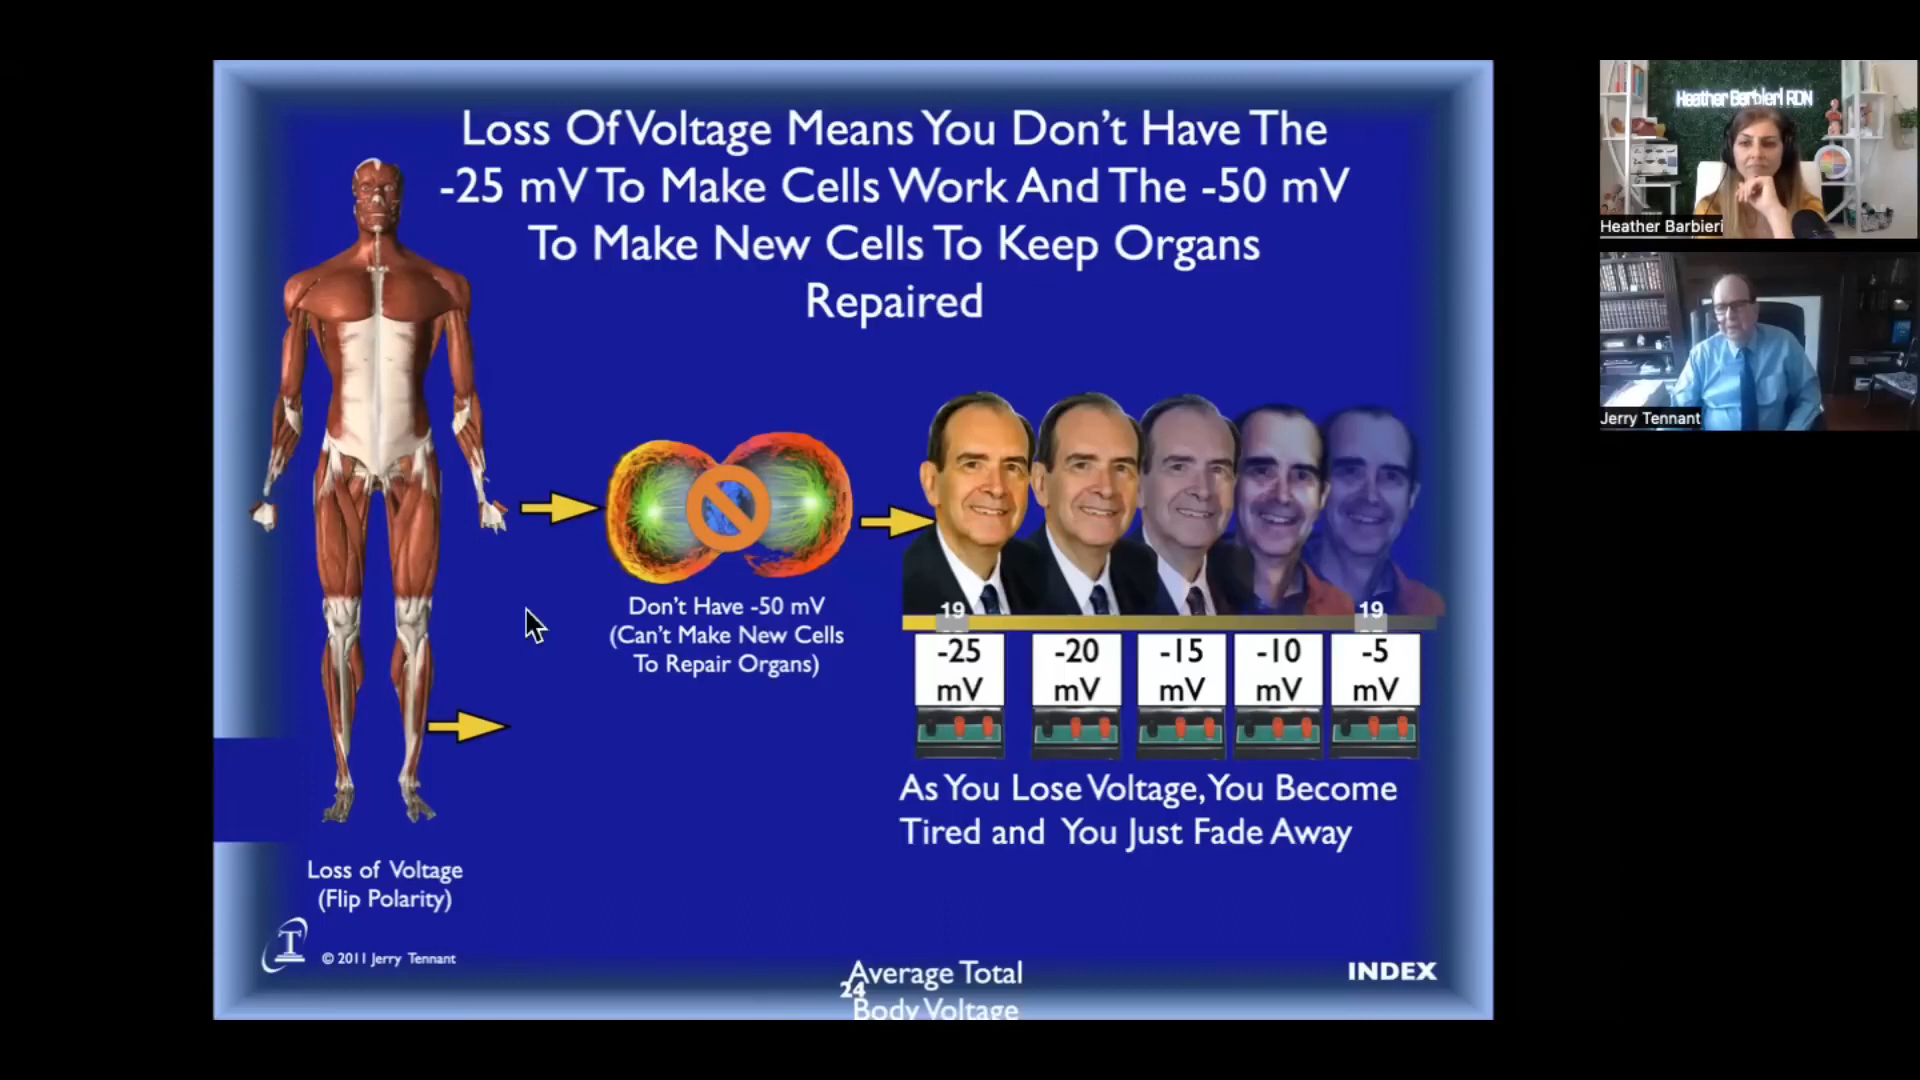 Loss Of Voltage Means You Don't Have The
-25 mV To Make Cells Work And The -50 mV
To Make New Cells To Keep Organs
Repaired
Don't Have -50 mV
(Can't Make New Cells
To Repair Organs)
19
19
-25
mV
-20
mV
-15
mV
-10
mV
-5
mV
As You Lose Voltage, You Become
Tired and You Just Fade Away
Loss of Voltage
(Flip Polarity)
T
© 2011 Jerry Tennant
Average Total
24
Body Voltage
INDEX
Heather Barbieri RDN
Heather Barbieri
Jerry Tennant